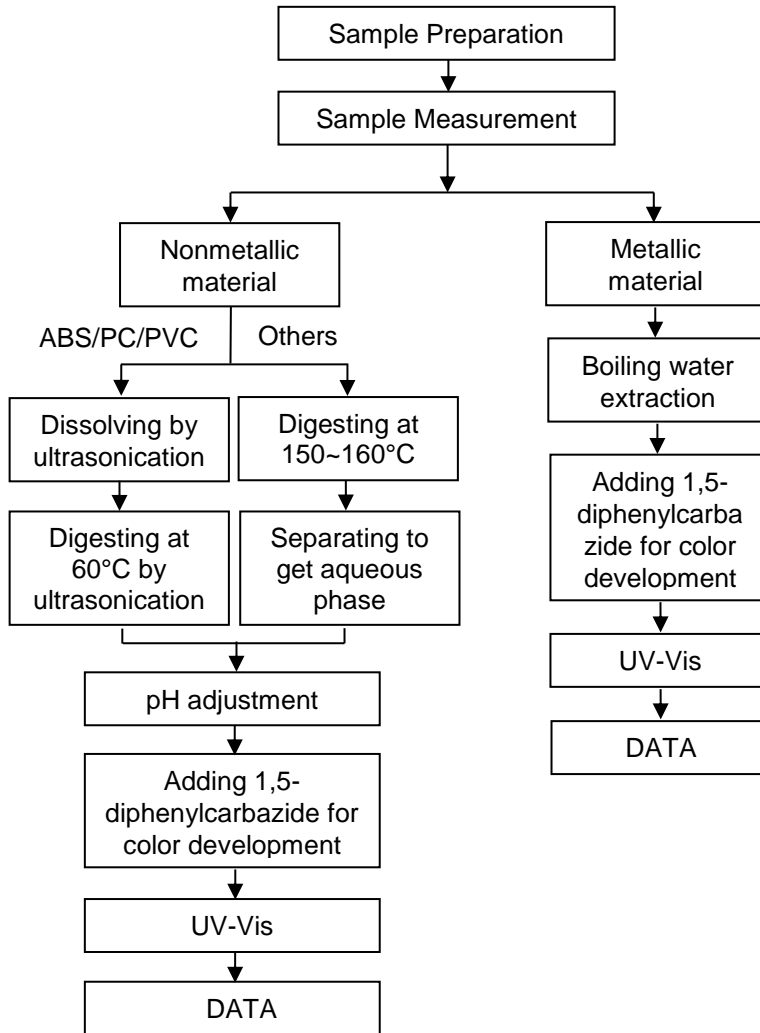 Sample Preparation
Sample Measurement
Nonmetallic
material
Metallic
material
ABS/PC/PVC
Others
Dissolving by
ultrasonication
Digesting at
150~160°C
Boiling water
extraction
Digesting at
60°C by
ultrasonication
Separating to
get aqueous
phase
Adding 1,5-
diphenylcarba
zide for color
development
pH adjustment
UV-Vis
DATA
Adding 1,5-
diphenylcarbazide for
color development
UV-Vis
DATA